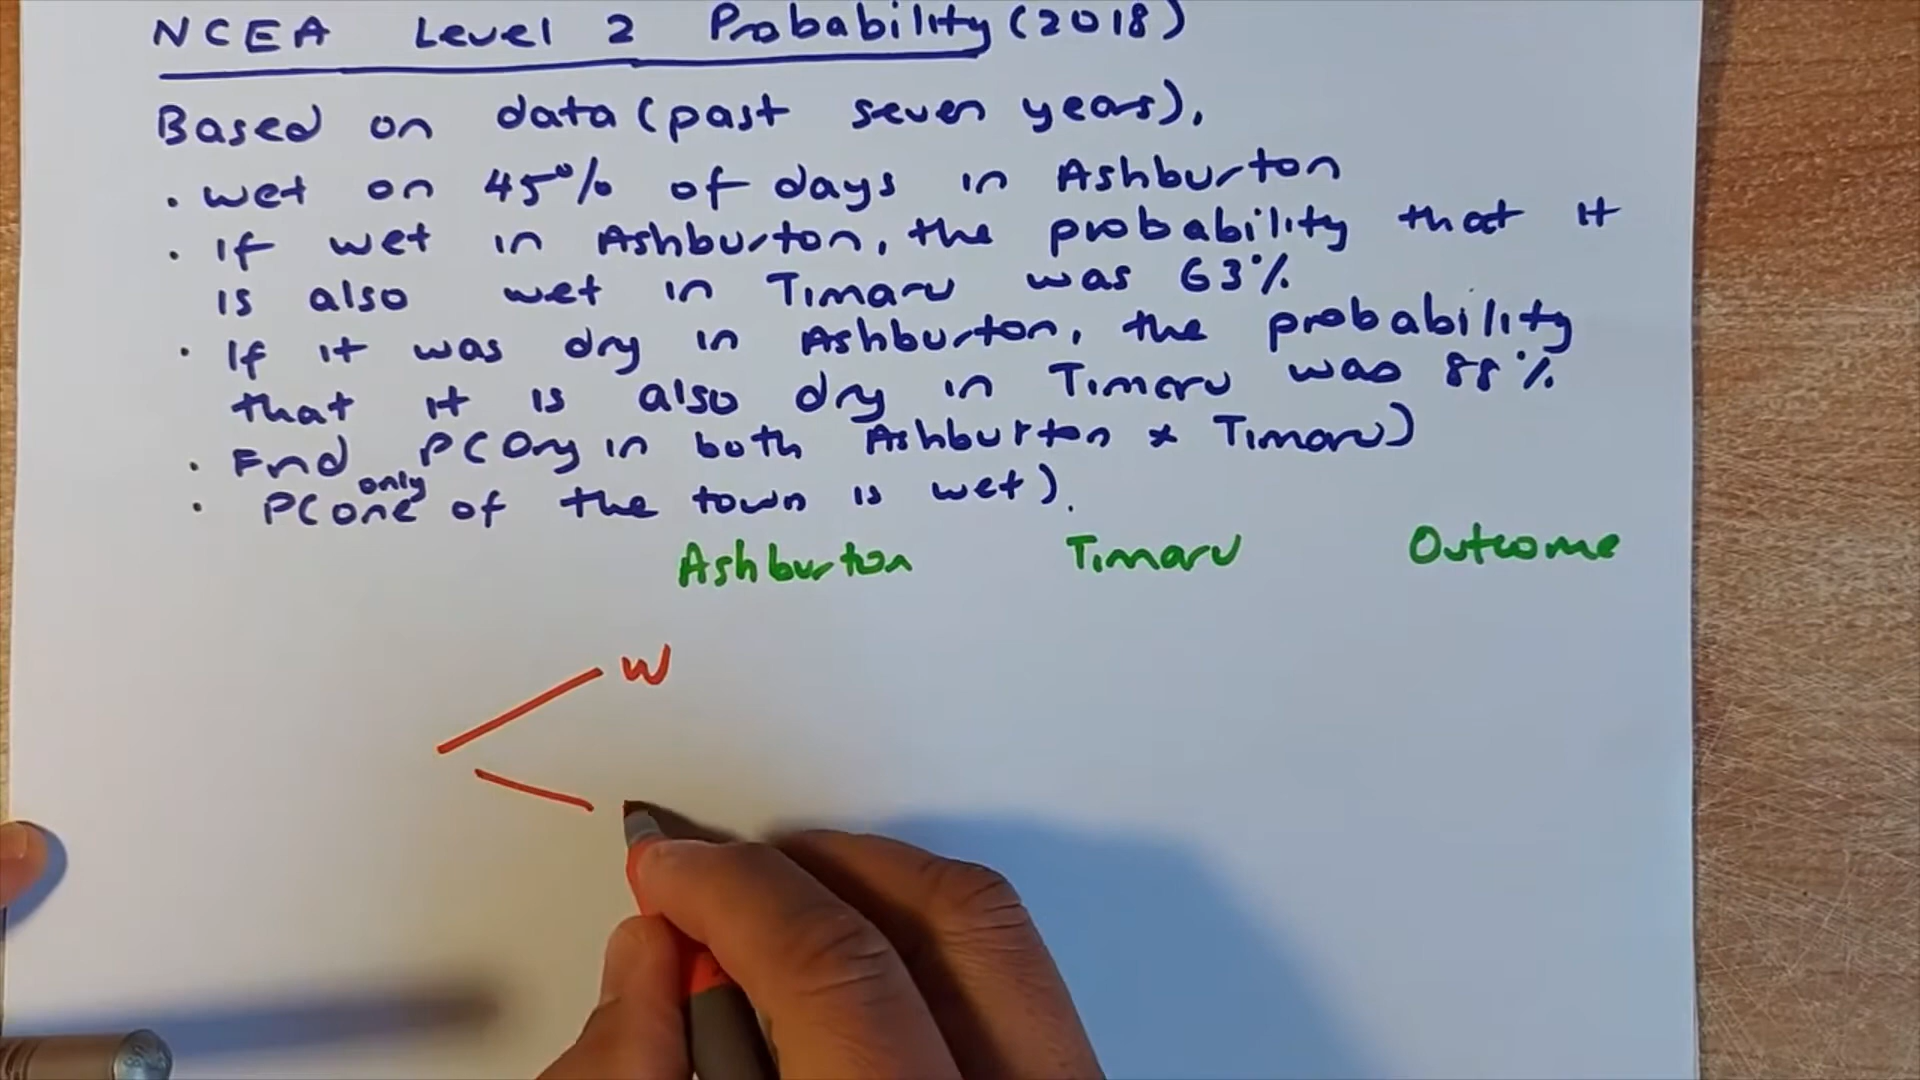 NCEA Level 2 Probability (2018)
Based on data (past seven years),
• wet on 45% of days in Ashburton
• If wet in Ashburton, the probability that it
is also wet in Timaru was 63%
• If it was dry in Ashburton, the probability
that it is also dry in Timaru was 88%
• Find P(Dry in both Ashburton & Timaru)
• P(only one of the town is wet).
Ashburton Timaru Outcome
W